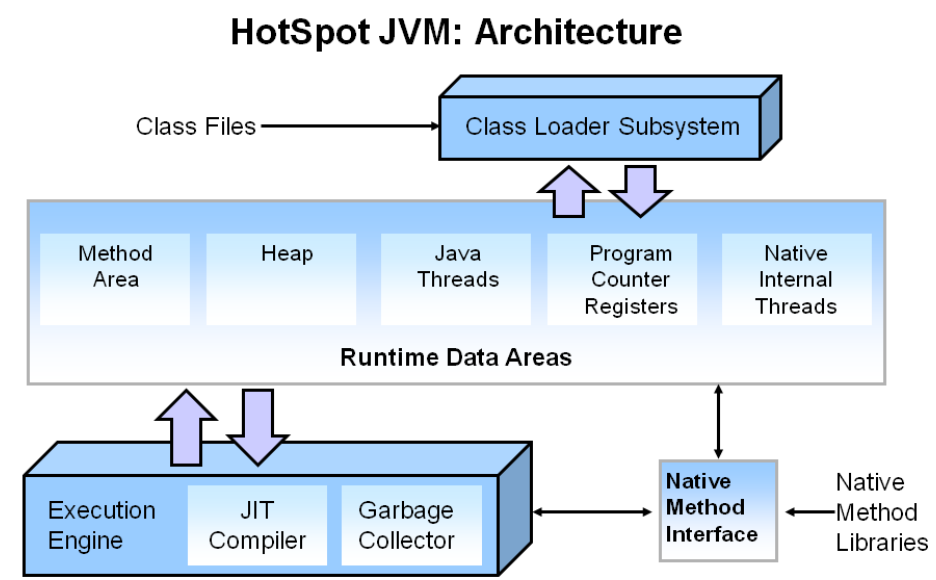 HotSpot JVM: Architecture
Class Files
Class Loader Subsystem
Method
Area
Heap
Java
Threads
Program
Counter
Registers
Native
Internal
Threads
Runtime Data Areas
Execution
Engine
JIT
Compiler
Garbage
Collector
Native
Method
Interface
Native
Method
Libraries